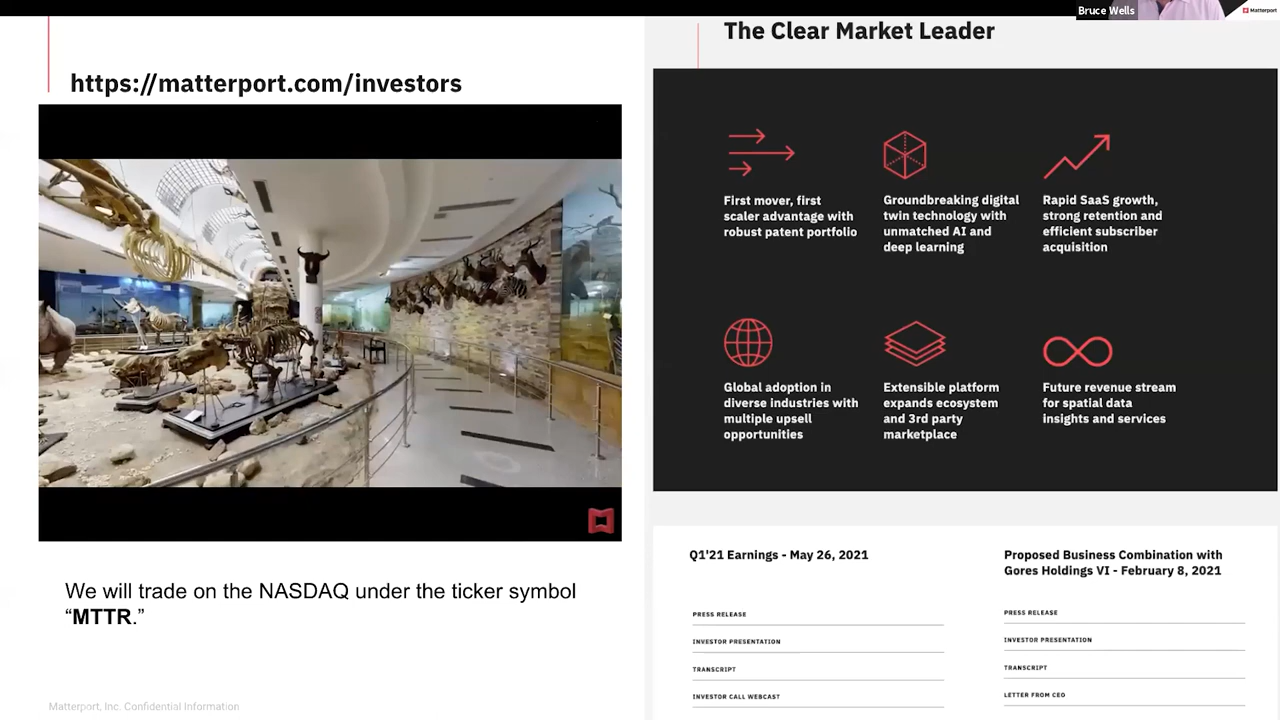 Bruce Wells
Matterport
https://matterport.com/investors
We will trade on the NASDAQ under the ticker symbol
“MTTR.”
Matterport, Inc. Confidential Information
The Clear Market Leader
First mover, first
scaler advantage with
robust patent portfolio
Groundbreaking digital
twin technology with
unmatched AI and
deep learning
Rapid SaaS growth,
strong retention and
efficient subscriber
acquisition
Global adoption in
diverse industries with
multiple upsell
opportunities
Extensible platform
expands ecosystem
and 3rd party
marketplace
Future revenue stream
for spatial data
insights and services
Q1'21 Earnings - May 26, 2021
PRESS RELEASE
INVESTOR PRESENTATION
TRANSCRIPT
INVESTOR CALL WEBCAST
Proposed Business Combination with
Gores Holdings VI - February 8, 2021
PRESS RELEASE
INVESTOR PRESENTATION
TRANSCRIPT
LETTER FROM CEO